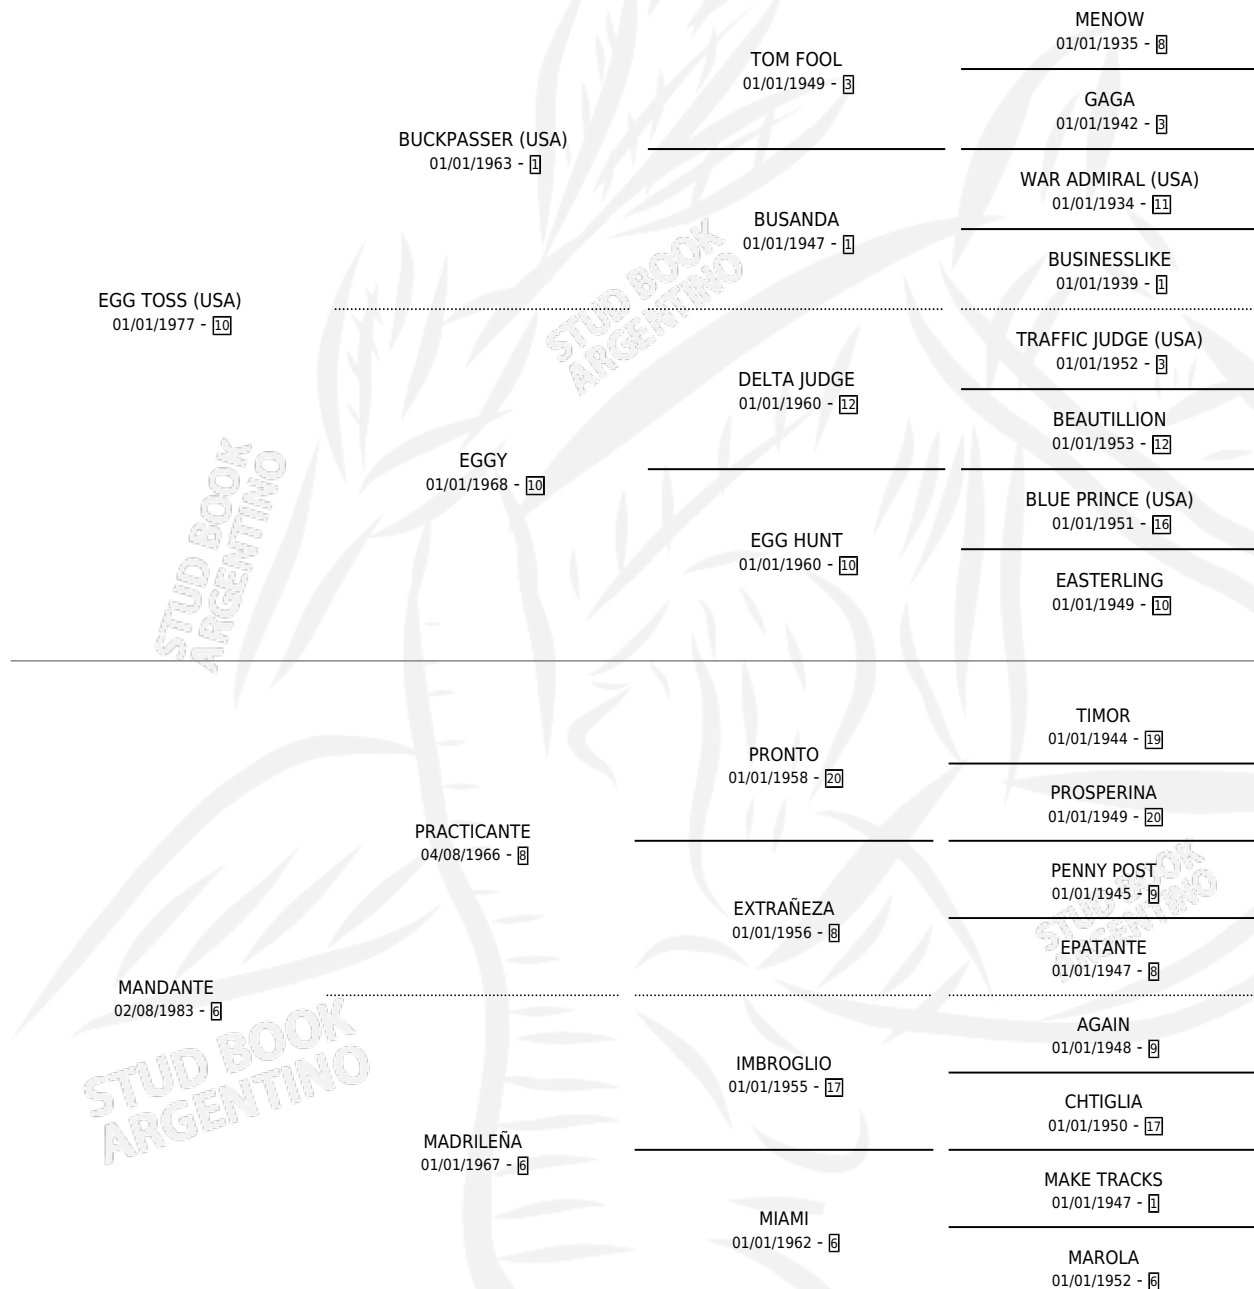 MENOW
01/01/1935 - 8
TOM FOOL
01/01/1949 - 3
GAGA
01/01/1942 - 3
BUCKPASSER (USA)
01/01/1963 - 1
WAR ADMIRAL (USA)
01/01/1934 - 11
BUSANDA
01/01/1947 - 1
BUSINESSLIKE
01/01/1939 - 1
EGG TOSS (USA)
01/01/1977 - 10
TRAFFIC JUDGE (USA)
01/01/1952 - 3
DELTA JUDGE
01/01/1960 - 12
BEAUTILLION
01/01/1953 - 12
EGGY
01/01/1968 - 10
BLUE PRINCE (USA)
01/01/1951 - 16
EGG HUNT
01/01/1960 - 10
EASTERLING
01/01/1949 - 10
TIMOR
01/01/1944 - 19
PRONTO
01/01/1958 - 20
PROSPERINA
01/01/1949 - 20
PRACTICANTE
04/08/1966 - 8
PENNY POST
01/01/1945 - 9
EXTRAÑEZA
01/01/1956 - 8
EPATANTE
01/01/1947 - 8
MANDANTE
02/08/1983 - 6
AGAIN
01/01/1948 - 9
IMBROGLIO
01/01/1955 - 17
CHTIGLIA
01/01/1950 - 17
MADRILEÑA
01/01/1967 - 6
MAKE TRACKS
01/01/1947 - 1
MIAMI
01/01/1962 - 6
MAROLA
01/01/1952 - 6
STUD BOOK
ARGENTINO
STUD BOOK
ARGENTINO
STUD BOOK
ARGENTINO
STUD BOOK
ARGENTINO